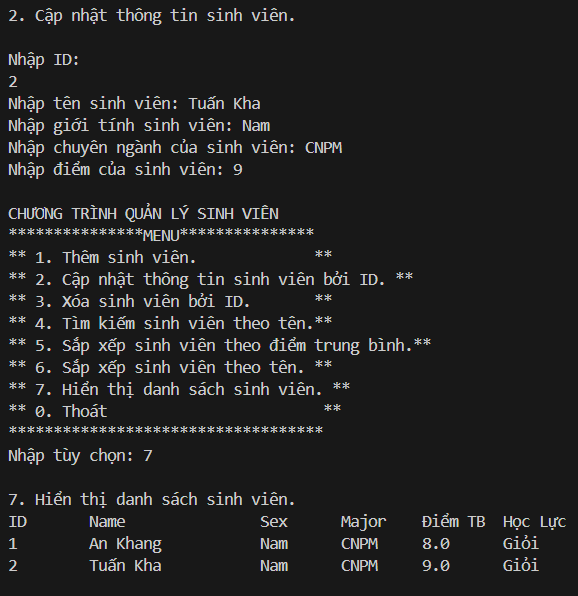 2. Cập nhật thông tin sinh viên.
Nhập ID:
2
Nhập tên sinh viên: Tuấn Kha
Nhập giới tính sinh viên: Nam
Nhập chuyên ngành của sinh viên: CNPM
Nhập điểm của sinh viên: 9
CHƯƠNG TRÌNH QUẢN LÝ SINH VIÊN
***************MENU***************
** 1. Thêm sinh viên.             **
** 2. Cập nhật thông tin sinh viên bởi ID. **
** 3. Xóa sinh viên bởi ID.       **
** 4. Tìm kiếm sinh viên theo tên.**
** 5. Sắp xếp sinh viên theo điểm trung bình.**
** 6. Sắp xếp sinh viên theo tên. **
** 7. Hiển thị danh sách sinh viên. **
** 0. Thoát                        **
***********************************
Nhập tùy chọn: 7
7. Hiển thị danh sách sinh viên.
ID       Name               Sex      Major    Điểm TB  Học Lực
1        An Khang           Nam      CNPM     8.0      Giỏi
2        Tuấn Kha           Nam      CNPM     9.0      Giỏi